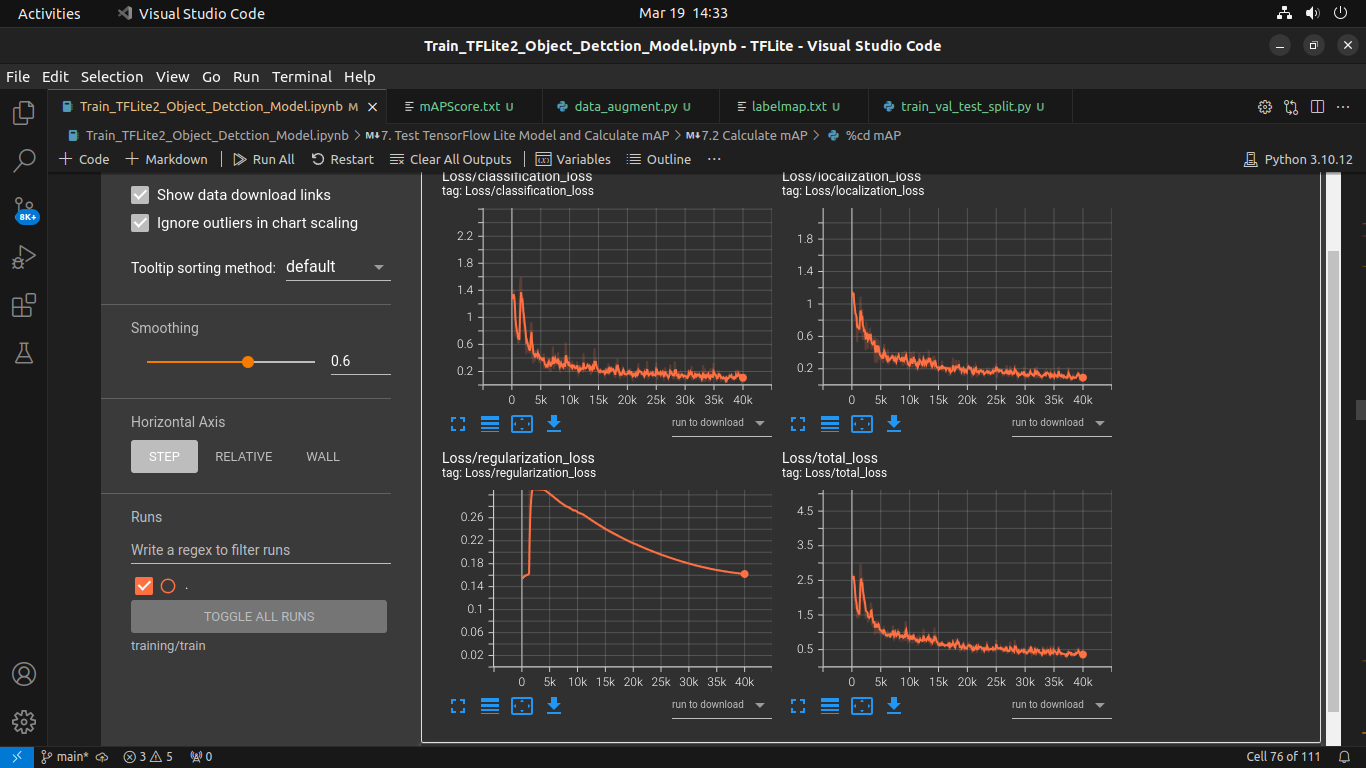 Activities Visual Studio Code Mar 19 14:33
Train_TFLite2_Object_Detction_Model.ipynb - TFLite - Visual Studio Code
File Edit Selection View Go Run Terminal Help
Train_TFLite2_Object_Detction_Model.ipynb M mAPScore.txt U data_augment.py U labelmap.txt U train_val_test_split.py U
Train_TFLite2_Object_Detction_Model.ipynb > M↓7. Test TensorFlow Lite Model and Calculate mAP > M↓7.2 Calculate mAP > %cd mAP
+ Code + Markdown Run All Restart Clear All Outputs Variables Outline ... Python 3.10.12
8K+
Show data download links
Ignore outliers in chart scaling
Tooltip sorting method: default
Smoothing
0.6
Horizontal Axis
STEP RELATIVE WALL
Runs
Write a regex to filter runs
.
TOGGLE ALL RUNS
training/train
Loss/classification_loss
tag: Loss/classification_loss
2.2
1.8
1.4
1
0.6
0.2
0 5k 10k 15k 20k 25k 30k 35k 40k
run to download
Loss/localization_loss
tag: Loss/localization_loss
1.8
1.4
1
0.6
0.2
0 5k 10k 15k 20k 25k 30k 35k 40k
run to download
Loss/regularization_loss
tag: Loss/regularization_loss
0.26
0.22
0.18
0.14
0.1
0.06
0.02
0 5k 10k 15k 20k 25k 30k 35k 40k
run to download
Loss/total_loss
tag: Loss/total_loss
4.5
3.5
2.5
1.5
0.5
0 5k 10k 15k 20k 25k 30k 35k 40k
run to download
main* 3 5 0 Cell 76 of 111